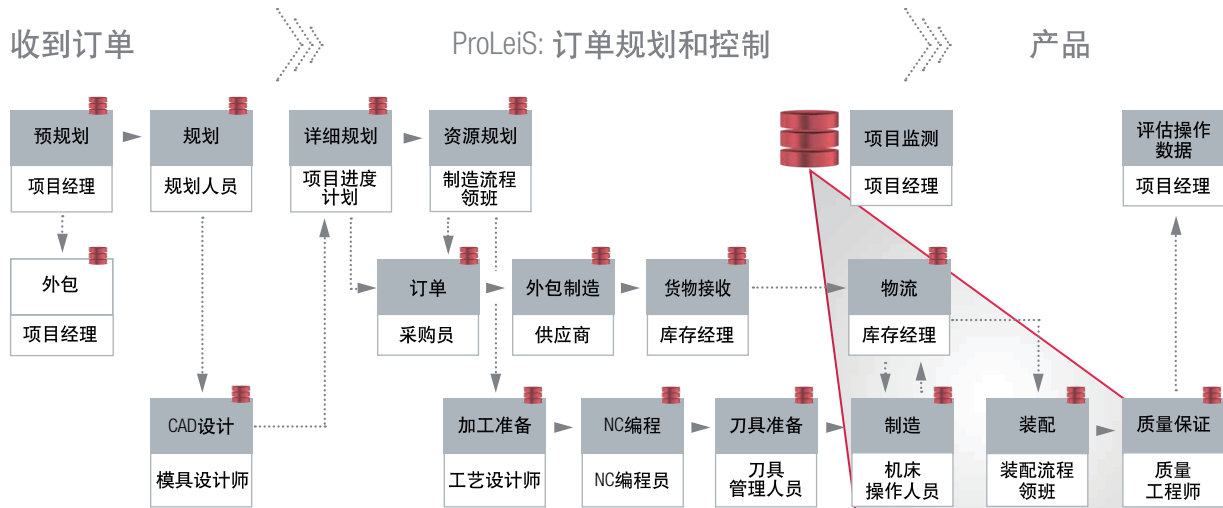 收到订单
ProLeiS: 订单规划和控制
产品
预规划
项目经理
规划
规划人员
详细规划
项目进度
计划
资源规划
制造流程
领班
项目监测
项目经理
评估操作
数据
项目经理
外包
项目经理
订单
采购员
外包制造
供应商
货物接收
库存经理
物流
库存经理
CAD设计
模具设计师
加工准备
工艺设计师
NC编程
NC编程员
刀具准备
刀具
管理人员
制造
机床
操作人员
装配
装配流程
领班
质量保证
质量
工程师